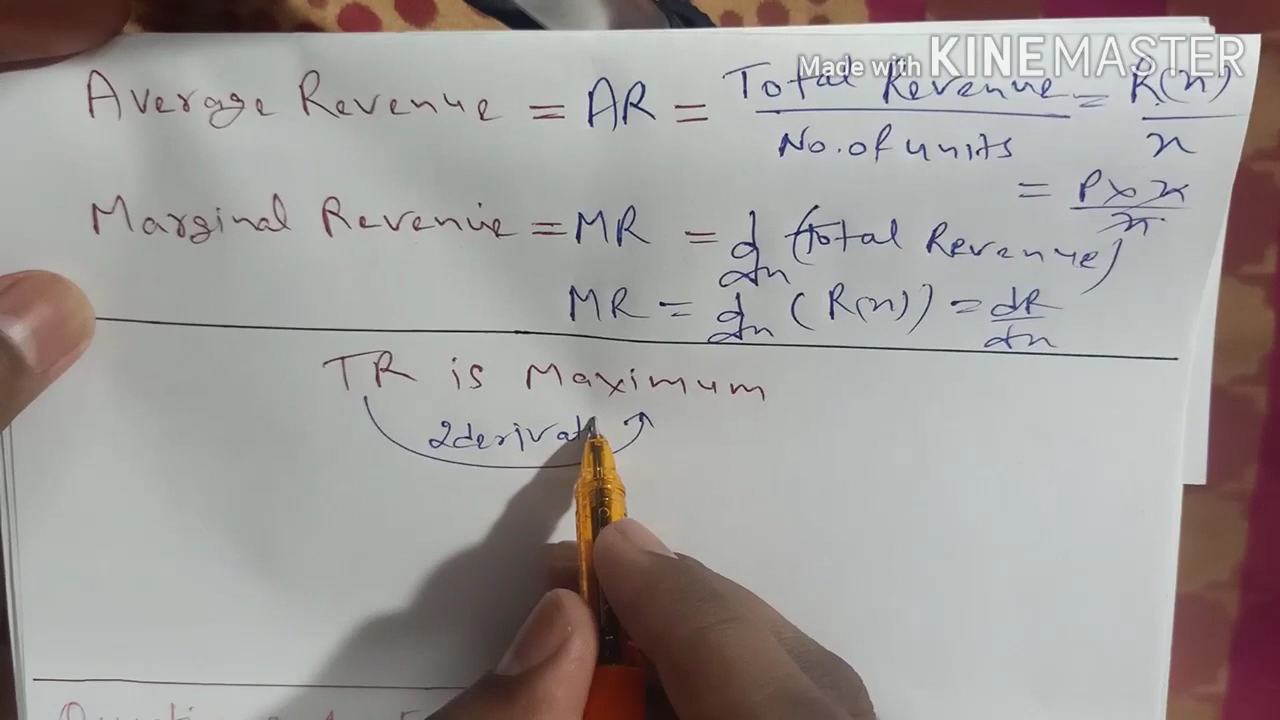 Made with KINEMASTER
Average Revenue = AR = Total Revenue / No. of units = R(x) / x
= P × x / x
Marginal Revenue = MR = d/dx (Total Revenue)
MR = d/dx (R(x)) = dR/dx
TR is Maximum
2derivat